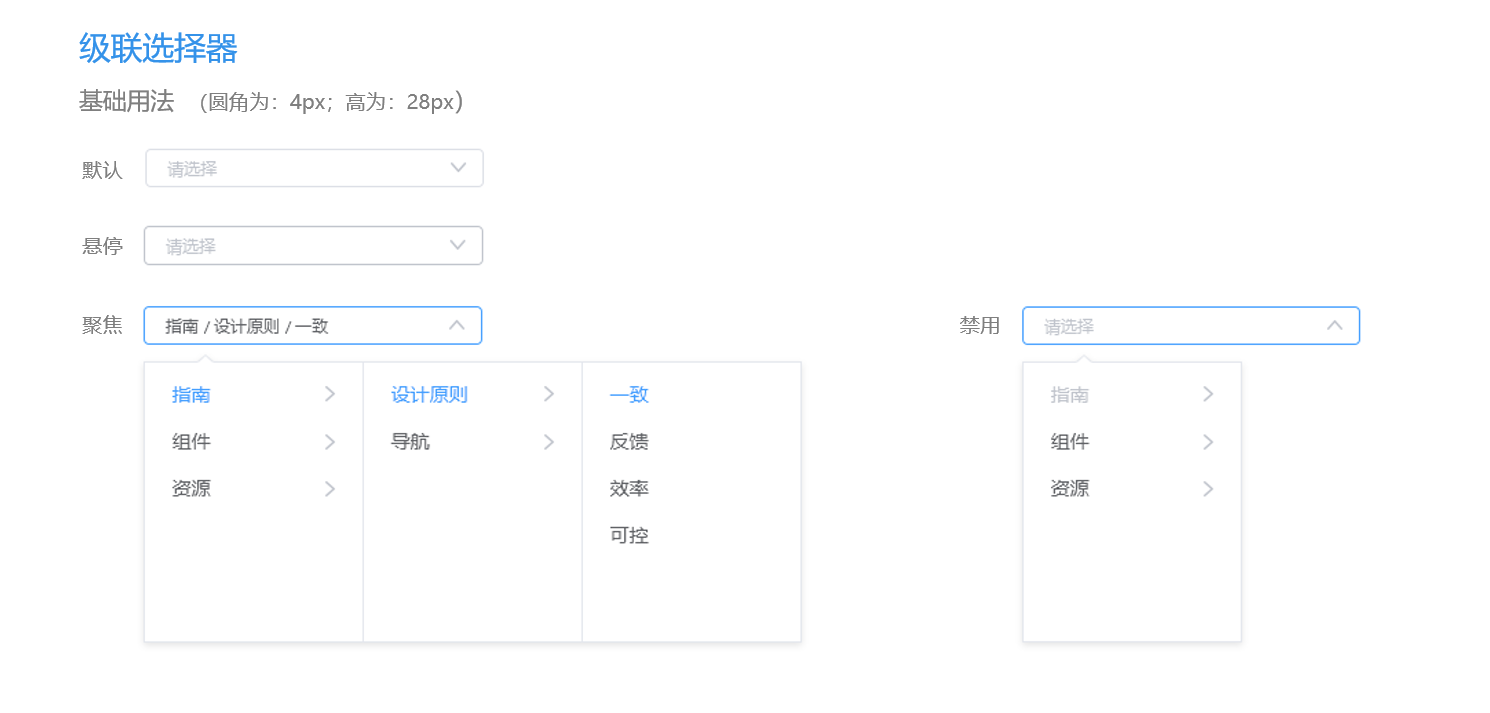 级联选择器
基础用法 （圆角为：4px；高为：28px）
默认 请选择
悬停 请选择
聚焦 指南 / 设计原则 / 一致 禁用 请选择
指南 设计原则 一致 指南
组件 导航 反馈 组件
资源 效率 资源
可控